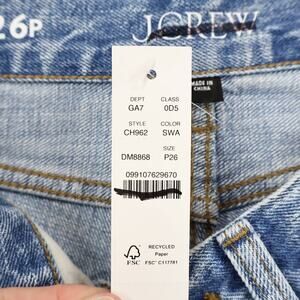 26P
J.CREW
MADE IN
CHINA
DEPT CLASS
GA7 0D5
STYLE COLOR
CH962 SWA
SIZE
DM8868 P26
099107629670
RECYCLED
Paper
FSC
FSC® C117781